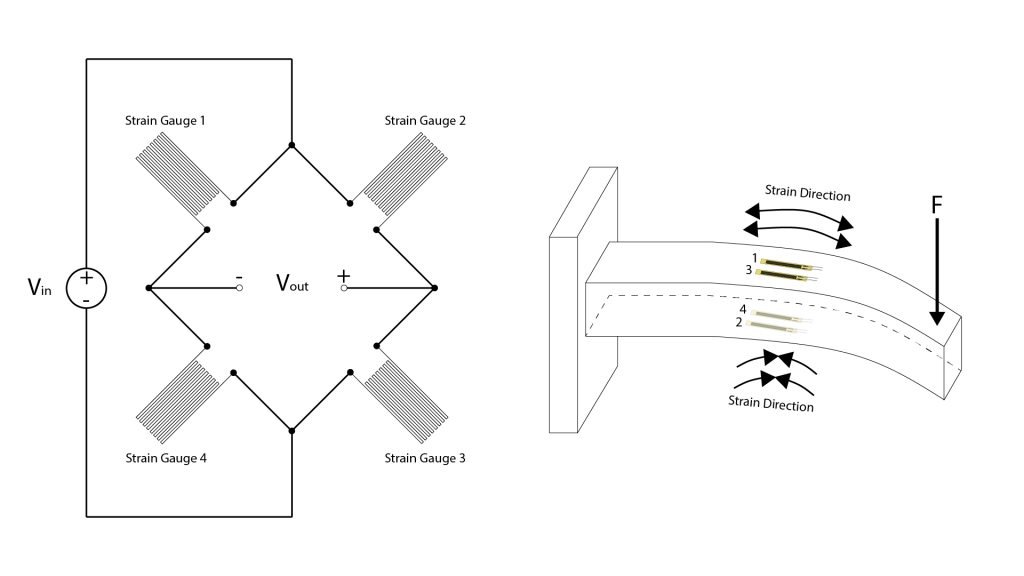 Strain Gauge 1
Strain Gauge 2
+
-
Vin
-
Vout
+
Strain Gauge 4
Strain Gauge 3
Strain Direction
F
1
3
4
2
Strain Direction